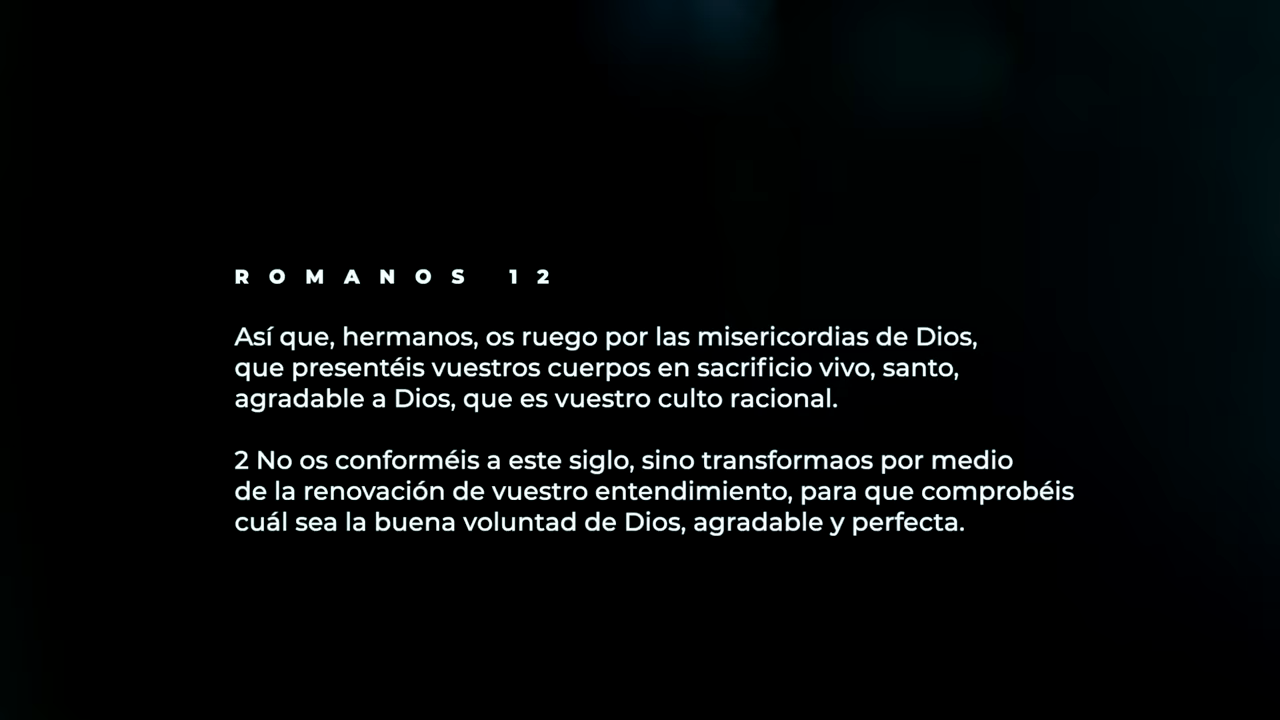 ROMANOS 12
Así que, hermanos, os ruego por las misericordias de Dios,
que presentéis vuestros cuerpos en sacrificio vivo, santo,
agradable a Dios, que es vuestro culto racional.
2 No os conforméis a este siglo, sino transformaos por medio
de la renovación de vuestro entendimiento, para que comprobéis
cuál sea la buena voluntad de Dios, agradable y perfecta.